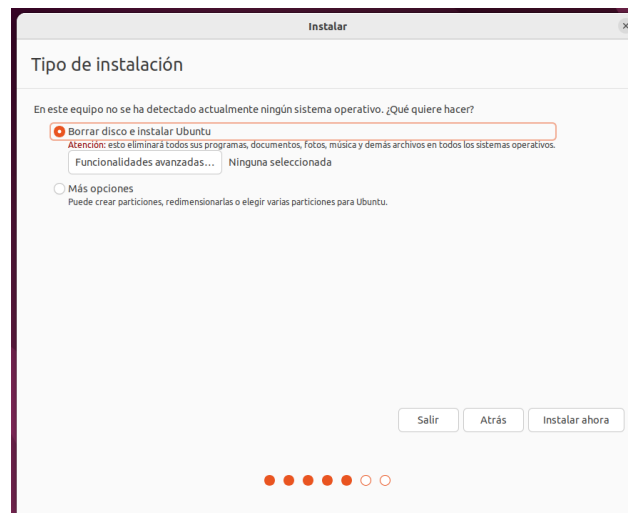 Instalar
Tipo de instalación
En este equipo no se ha detectado actualmente ningún sistema operativo. ¿Qué quiere hacer?
Borrar disco e instalar Ubuntu
Atención: esto eliminará todos sus programas, documentos, fotos, música y demás archivos en todos los sistemas operativos.
Funcionalidades avanzadas... Ninguna seleccionada
Más opciones
Puede crear particiones, redimensionarlas o elegir varias particiones para Ubuntu.
Salir Atrás Instalar ahora